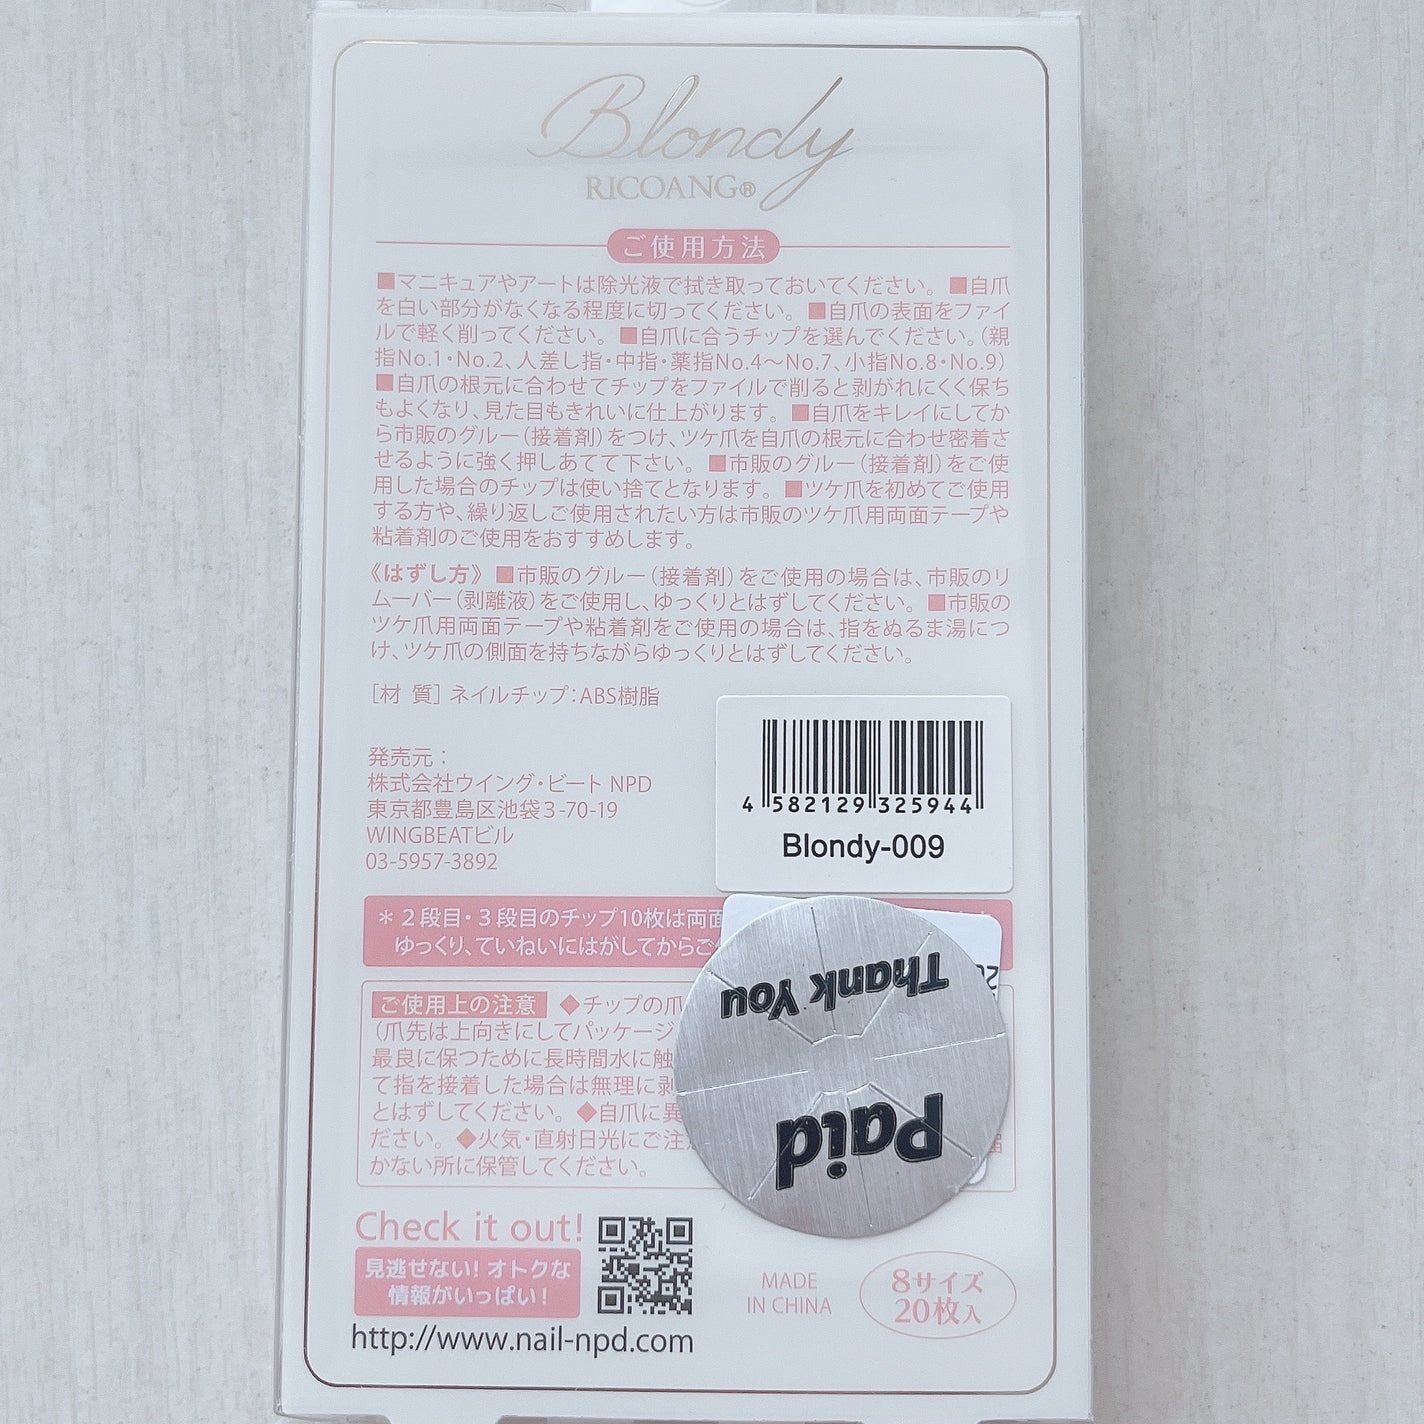 Blondy
RICOANG®
ご使用方法
■マニキュアやアートは除光液で拭き取っておいてください。■自爪
を白い部分がなくなる程度に切ってください。■自爪の表面をファイ
ルで軽く削ってください。■自爪に合うチップを選んでください。（親
指No.1・No.2、人差し指・中指・薬指No.4～No.7、小指No.8・No.9）
■自爪の根元に合わせてチップをファイルで削ると剥がれにくく保ち
もよくなり、見た目もきれいに仕上がります。■自爪をキレイにしてか
ら市販のグルー（接着剤）をつけ、ツケ爪を自爪の根元に合わせ密着さ
せるように強く押しあてて下さい。■市販のグルー（接着剤）をご使
用した場合のチップは使い捨てとなります。■ツケ爪を初めてご使用
する方や、繰り返しご使用されたい方は市販のツケ爪用両面テープや
粘着剤のご使用をおすすめします。
《はずし方》■市販のグルー（接着剤）をご使用の場合は、市販のリ
ムーバー（剥離液）をご使用し、ゆっくりとはずしてください。■市販の
ツケ爪用両面テープや粘着剤をご使用の場合は、指をぬるま湯につ
け、ツケ爪の側面を持ちながらゆっくりとはずしてください。
［材 質］ネイルチップ：ABS樹脂
発売元：
株式会社ウイング・ビート NPD
東京都豊島区池袋3-70-19
WINGBEATビル
03-5957-3892
4 582129 325944
Blondy-009
＊2段目・3段目のチップ10枚は両面
ゆっくり、ていねいにはがしてからご
Thank You
Paid
ご使用上の注意 ◆チップの爪
（爪先は上向きにしてパッケージ
最良に保つために長時間水に触
て指を接着した場合は無理に剥
とはずしてください。◆自爪に異
ださい。◆火気・直射日光にご注
かない所に保管してください。
Check it out!
見逃せない！オトクな
情報がいっぱい！
http://www.nail-npd.com
MADE
IN CHINA
8サイズ
20枚入